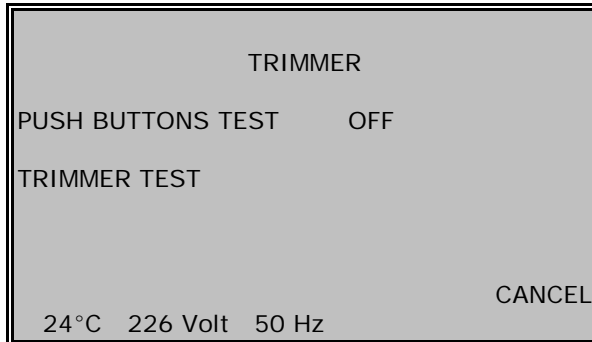 TRIMMER
PUSH BUTTONS TEST OFF
TRIMMER TEST
CANCEL
24°C 226 Volt 50 Hz